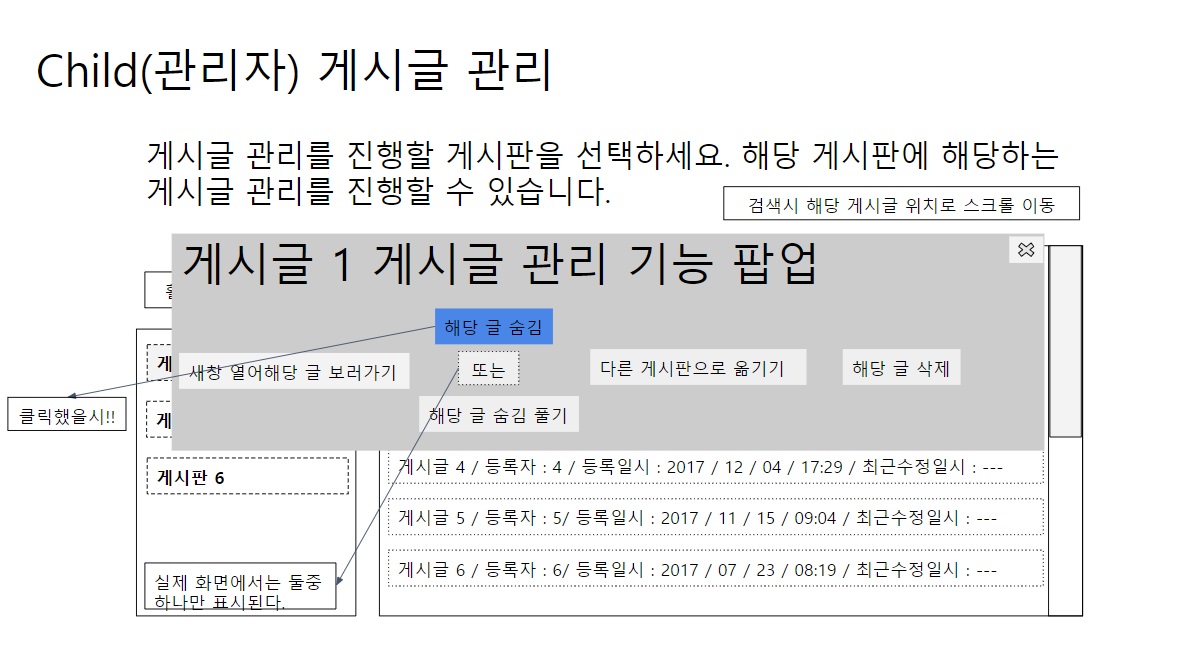 Child(관리자) 게시글 관리
게시글 관리를 진행할 게시판을 선택하세요. 해당 게시판에 해당하는
게시글 관리를 진행할 수 있습니다.
검색시 해당 게시글 위치로 스크롤 이동
게시글 1 게시글 관리 기능 팝업
해당 글 숨김
새창 열어해당 글 보러가기
또는
다른 게시판으로 옮기기
해당 글 삭제
해당 글 숨김 풀기
클릭했을시!!
게시판 6
실제 화면에서는 둘중
하나만 표시된다.
게시글 4 / 등록자 : 4 / 등록일시 : 2017 / 12 / 04 / 17:29 / 최근수정일시 : ---
게시글 5 / 등록자 : 5/ 등록일시 : 2017 / 11 / 15 / 09:04 / 최근수정일시 : ---
게시글 6 / 등록자 : 6/ 등록일시 : 2017 / 07 / 23 / 08:19 / 최근수정일시 : ---